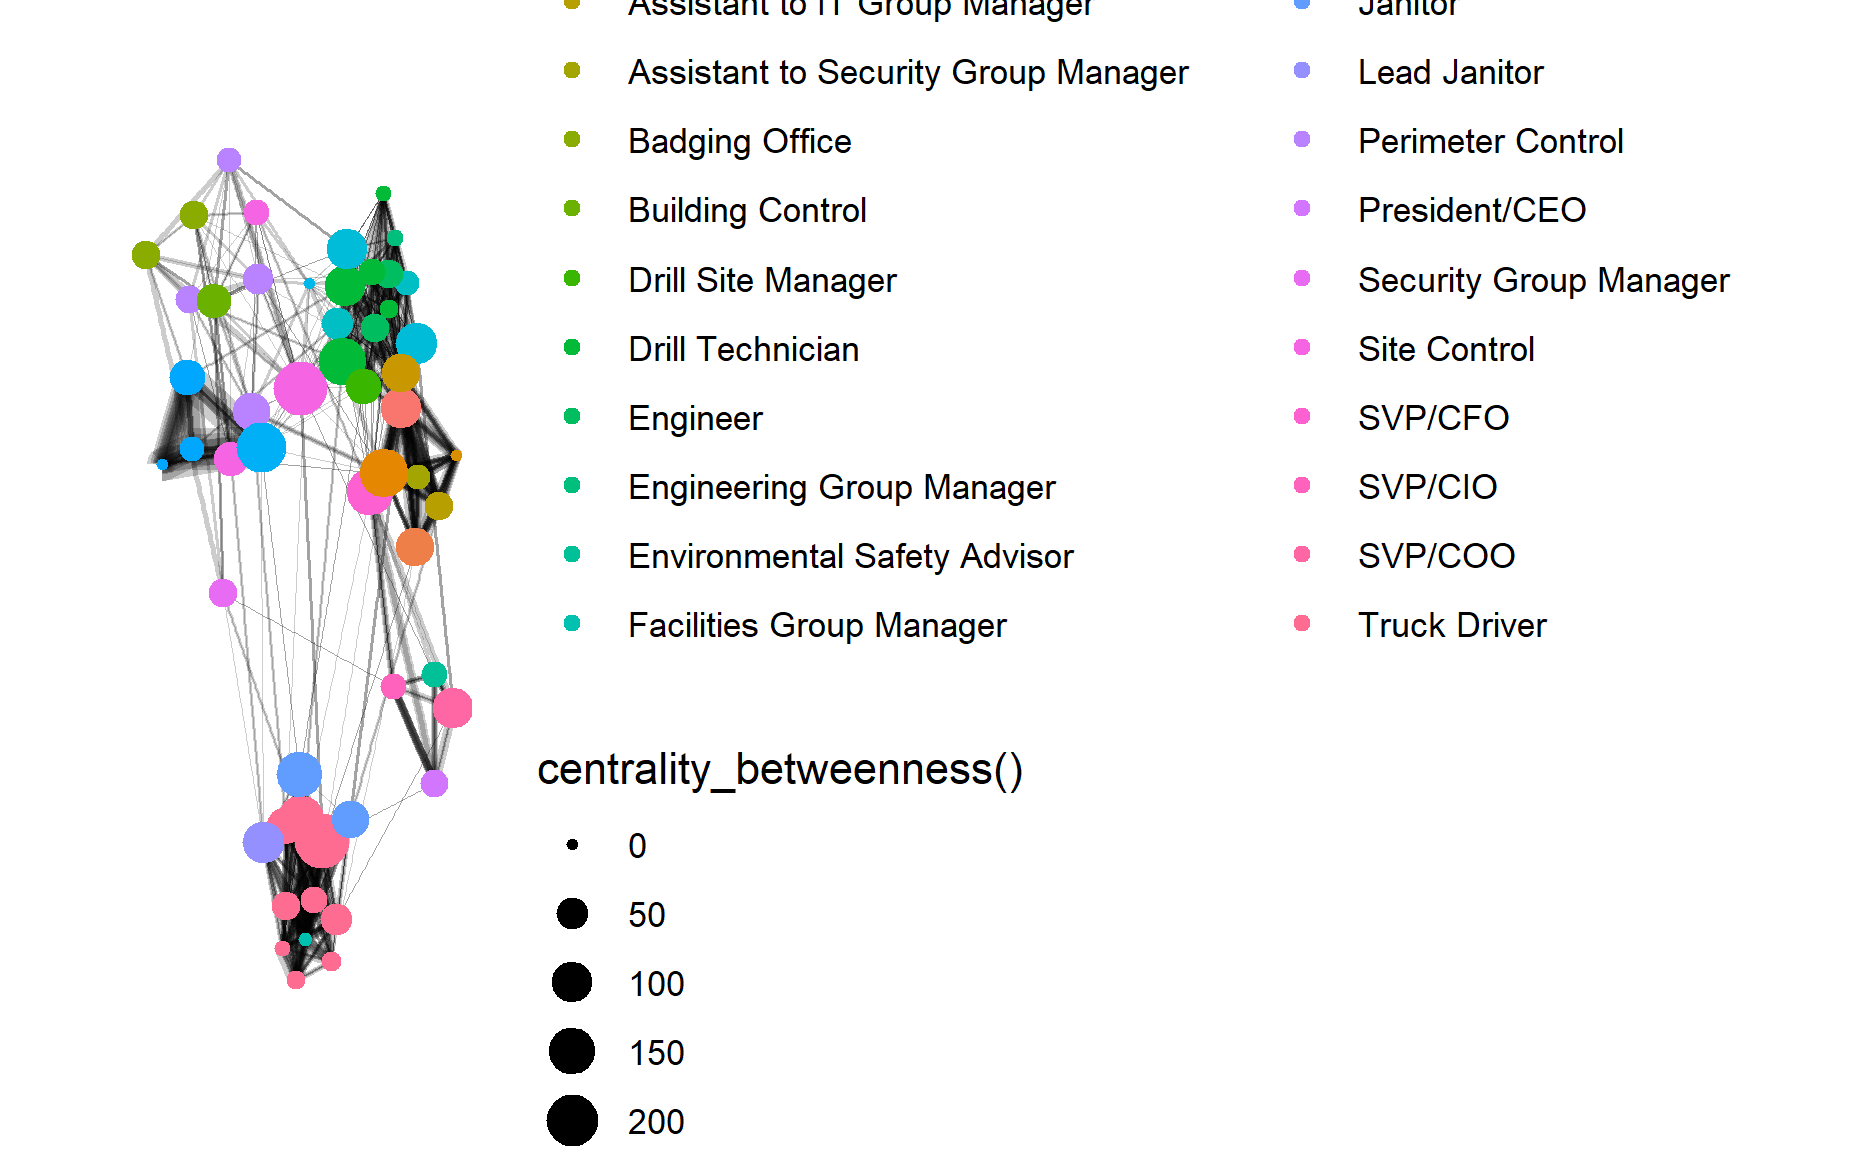 Assistant to IT Group Manager
Assistant to Security Group Manager
Badging Office
Building Control
Drill Site Manager
Drill Technician
Engineer
Engineering Group Manager
Environmental Safety Advisor
Facilities Group Manager
Janitor
Lead Janitor
Perimeter Control
President/CEO
Security Group Manager
Site Control
SVP/CFO
SVP/CIO
SVP/COO
Truck Driver
centrality_betweenness()
0
50
100
150
200